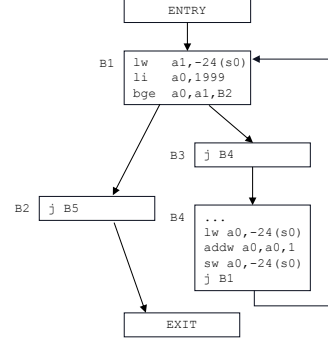 ENTRY
B1
lw a1,-24(s0)
li a0,1999
bge a0,a1,B2
B3
j B4
B2
j B5
B4
...
lw a0,-24(s0)
addw a0,a0,1
sw a0,-24(s0)
j B1
EXIT